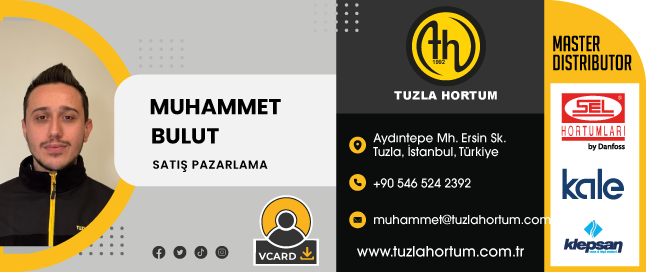 MUHAMMET
BULUT
SATIŞ PAZARLAMA
VCARD
th
1992
TUZLA HORTUM
Aydıntepe Mh. Ersin Sk.
Tuzla, İstanbul, Türkiye
+90 546 524 2392
muhammet@tuzlahortum.com
www.tuzlahortum.com.tr
MASTER
DISTRIBUTOR
SEL®
HORTUMLARI
by Danfoss
kale
klepsan